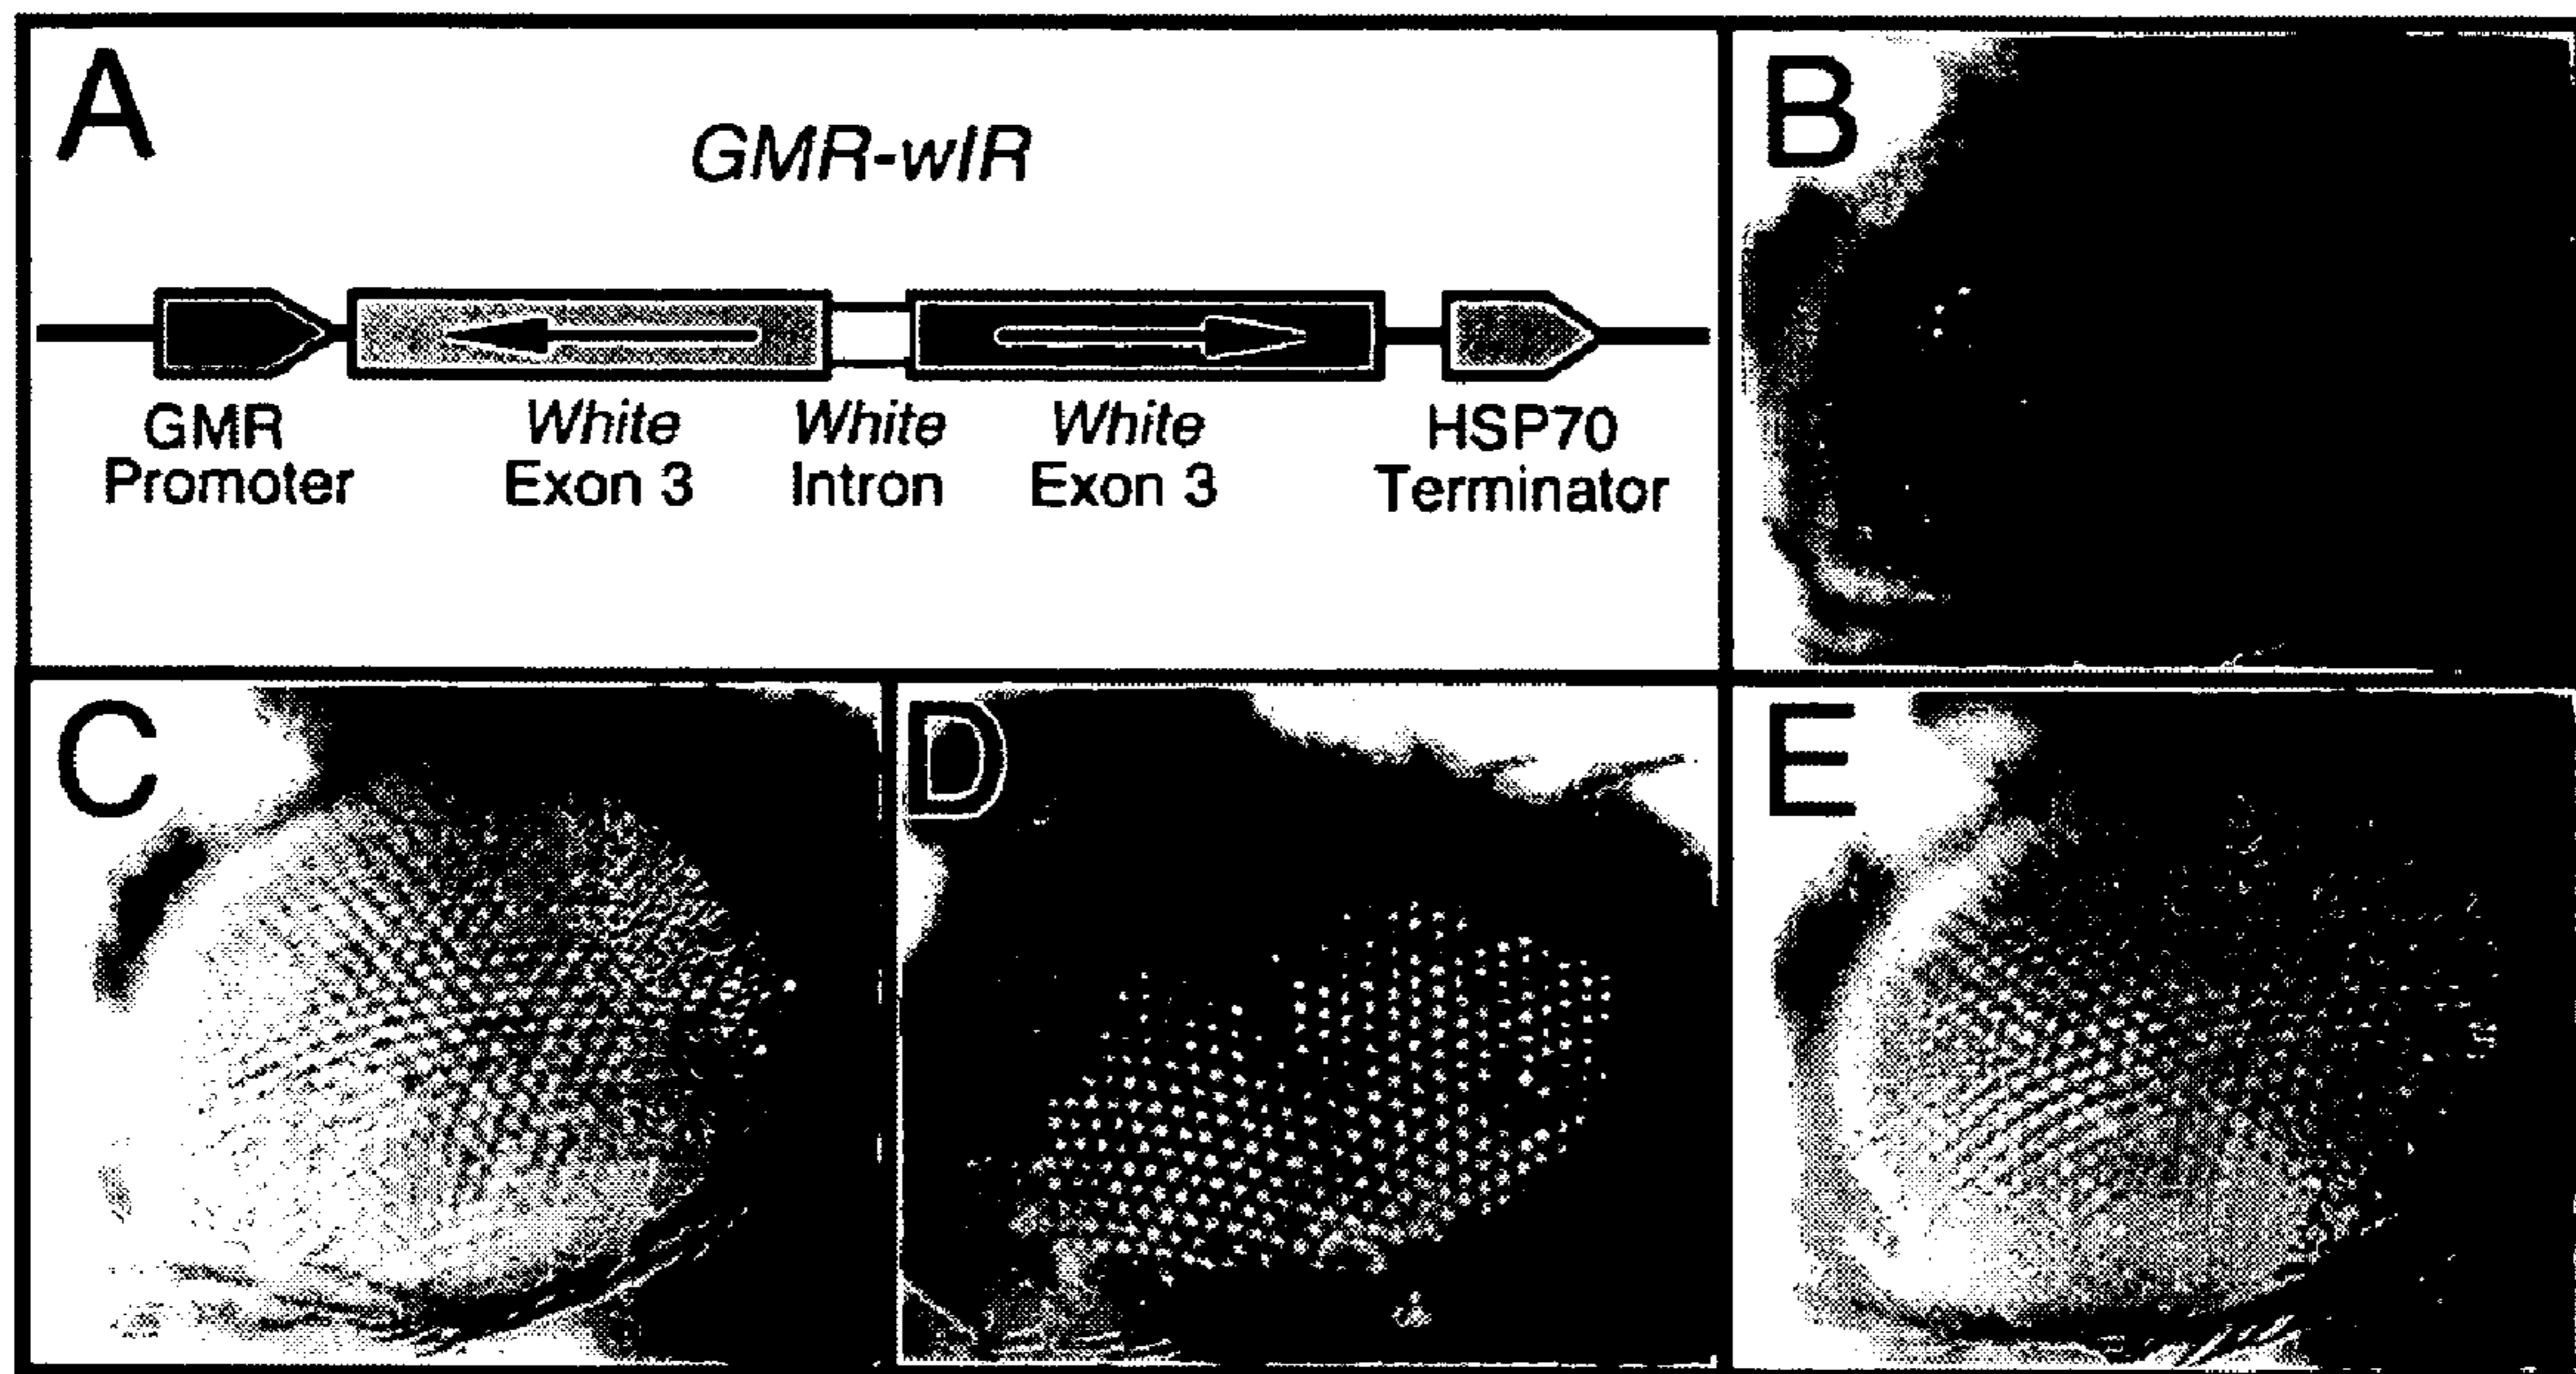 A
GMR-wIR
GMR
Promoter
White
Exon 3
White
Intron
White
Exon 3
HSP70
Terminator
B
C
D
E